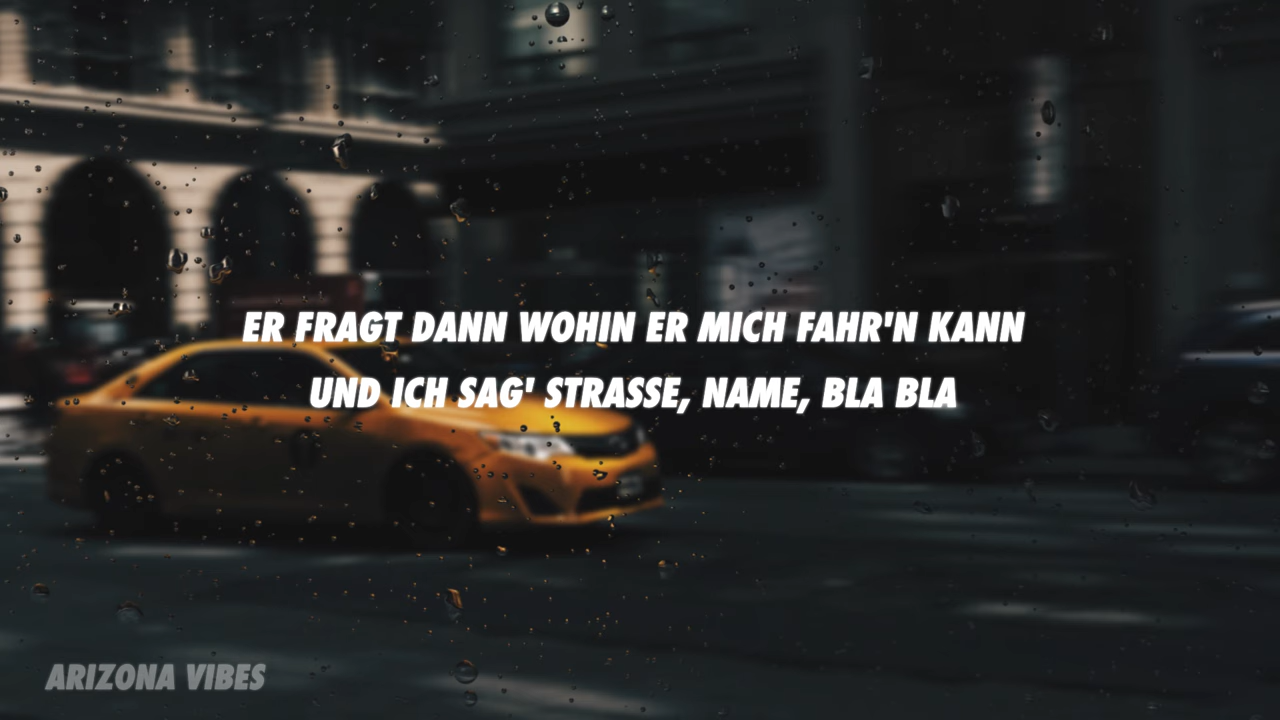 ER FRAGT DANN WOHIN ER MICH FAHR'N KANN
UND ICH SAG' STRASSE, NAME, BLA BLA
ARIZONA VIBES